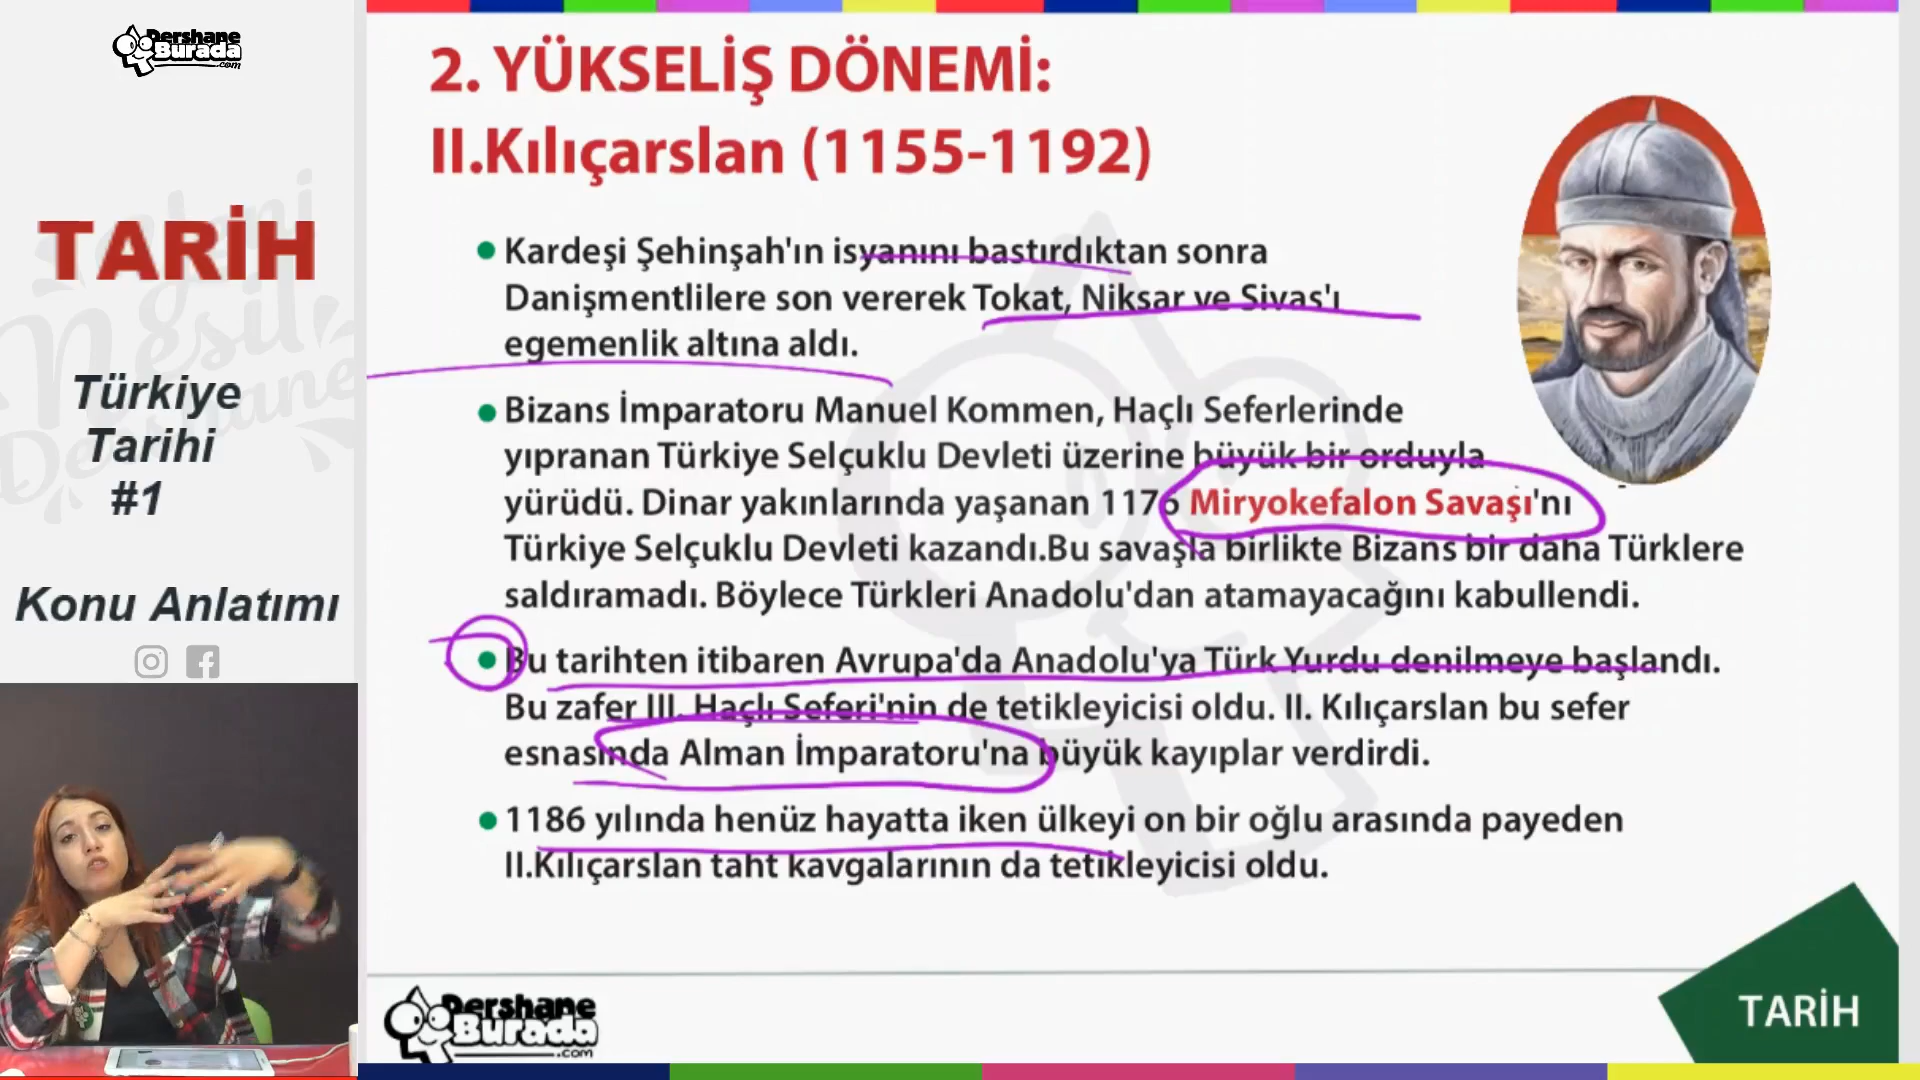 Dershane
Burada
.com
TARİH
Türkiye
Tarihi
#1
Konu Anlatımı
Yeni
Nesil
Dershane
2. YÜKSELİŞ DÖNEMİ:
II.Kılıçarslan (1155-1192)
Kardeşi Şehinşah'ın isyanını bastırdıktan sonra
Danişmentlilere son vererek Tokat, Niksar ve Sivas'ı
egemenlik altına aldı.
Bizans İmparatoru Manuel Kommen, Haçlı Seferlerinde
yıpranan Türkiye Selçuklu Devleti üzerine büyük bir orduyla
yürüdü. Dinar yakınlarında yaşanan 1176 Miryokefalon Savaşı'nı
Türkiye Selçuklu Devleti kazandı.Bu savaşla birlikte Bizans bir daha Türklere
saldıramadı. Böylece Türkleri Anadolu'dan atamayacağını kabullendi.
Bu tarihten itibaren Avrupa'da Anadolu'ya Türk Yurdu denilmeye başlandı.
Bu zafer III. Haçlı Seferi'nin de tetikleyicisi oldu. II. Kılıçarslan bu sefer
esnasında Alman İmparatoru'na büyük kayıplar verdirdi.
1186 yılında henüz hayatta iken ülkeyi on bir oğlu arasında payeden
II.Kılıçarslan taht kavgalarının da tetikleyicisi oldu.
Dershane
Burada
.com
TARİH